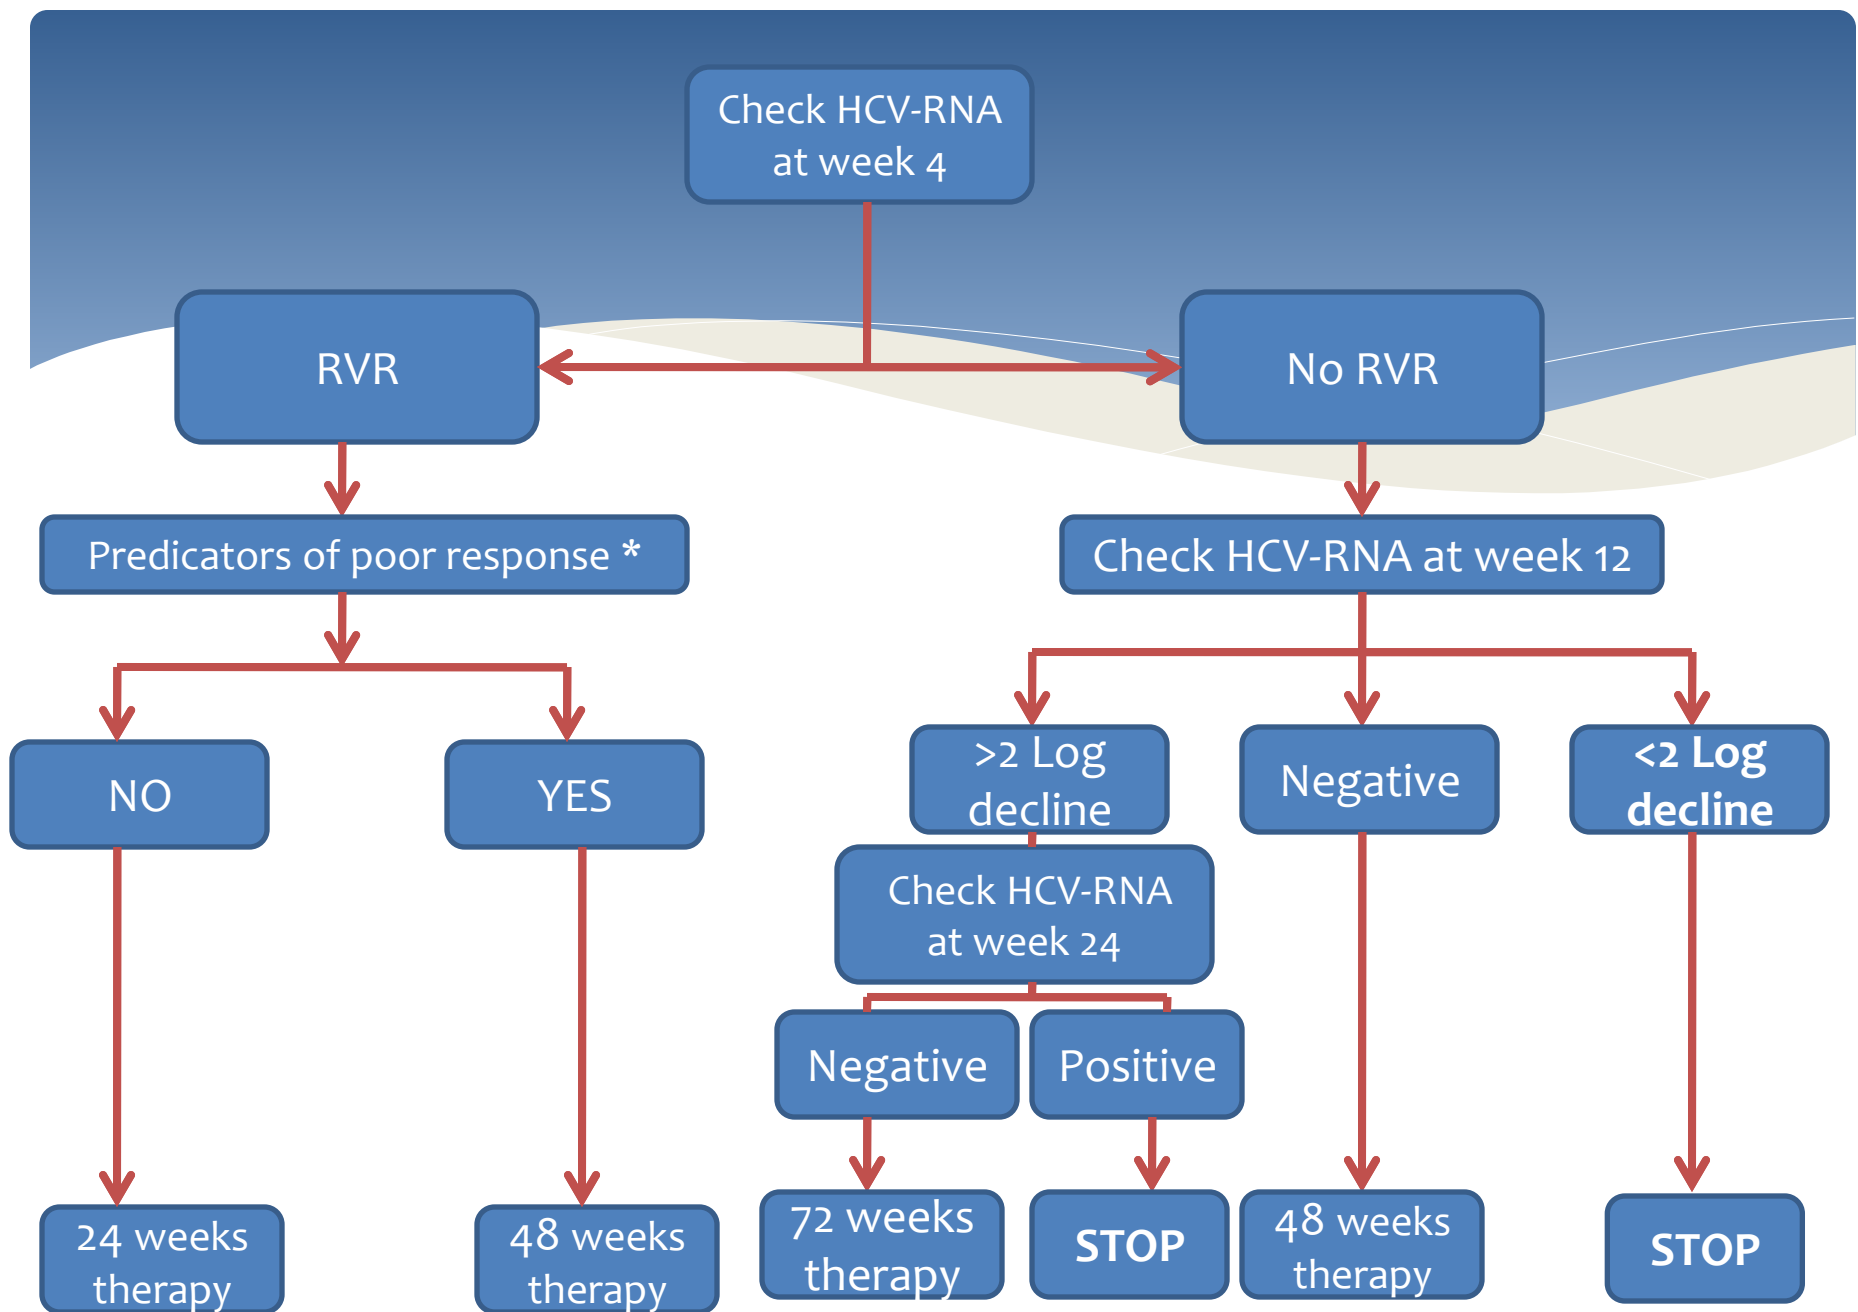 Check HCV-RNA
at week 4
RVR
No RVR
Predicators of poor response *
Check HCV-RNA at week 12
NO
YES
>2 Log
decline
Negative
<2 Log
decline
Check HCV-RNA
at week 24
Negative
Positive
24 weeks
therapy
48 weeks
therapy
72 weeks
therapy
STOP
48 weeks
therapy
STOP